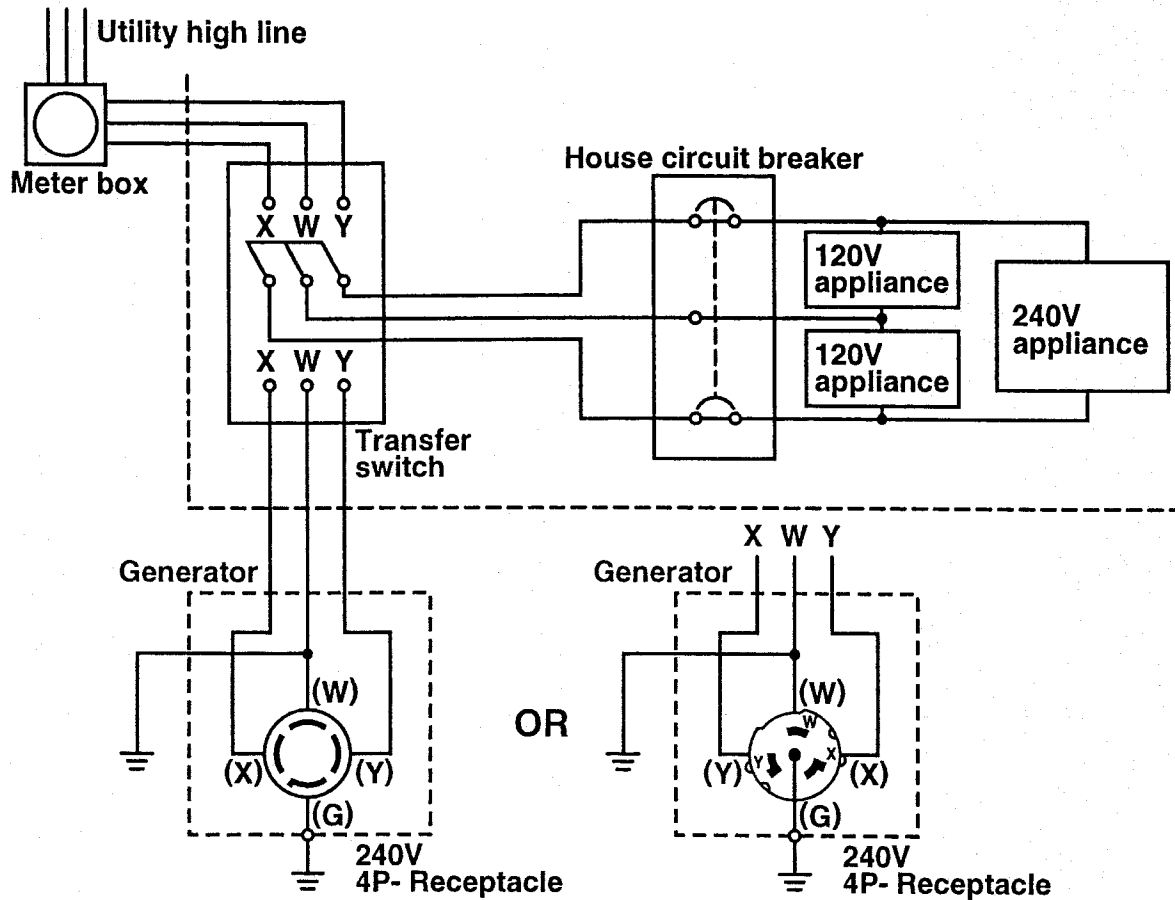 Utility high line
Meter box
House circuit breaker
X W Y
120V
appliance
240V
appliance
120V
appliance
X W Y
Transfer
switch
X W Y
Generator
Generator
(W)
(X)
(Y)
(G)
240V
4P- Receptacle
OR
(W)
W
Y
X
(Y)
(X)
(G)
240V
4P- Receptacle